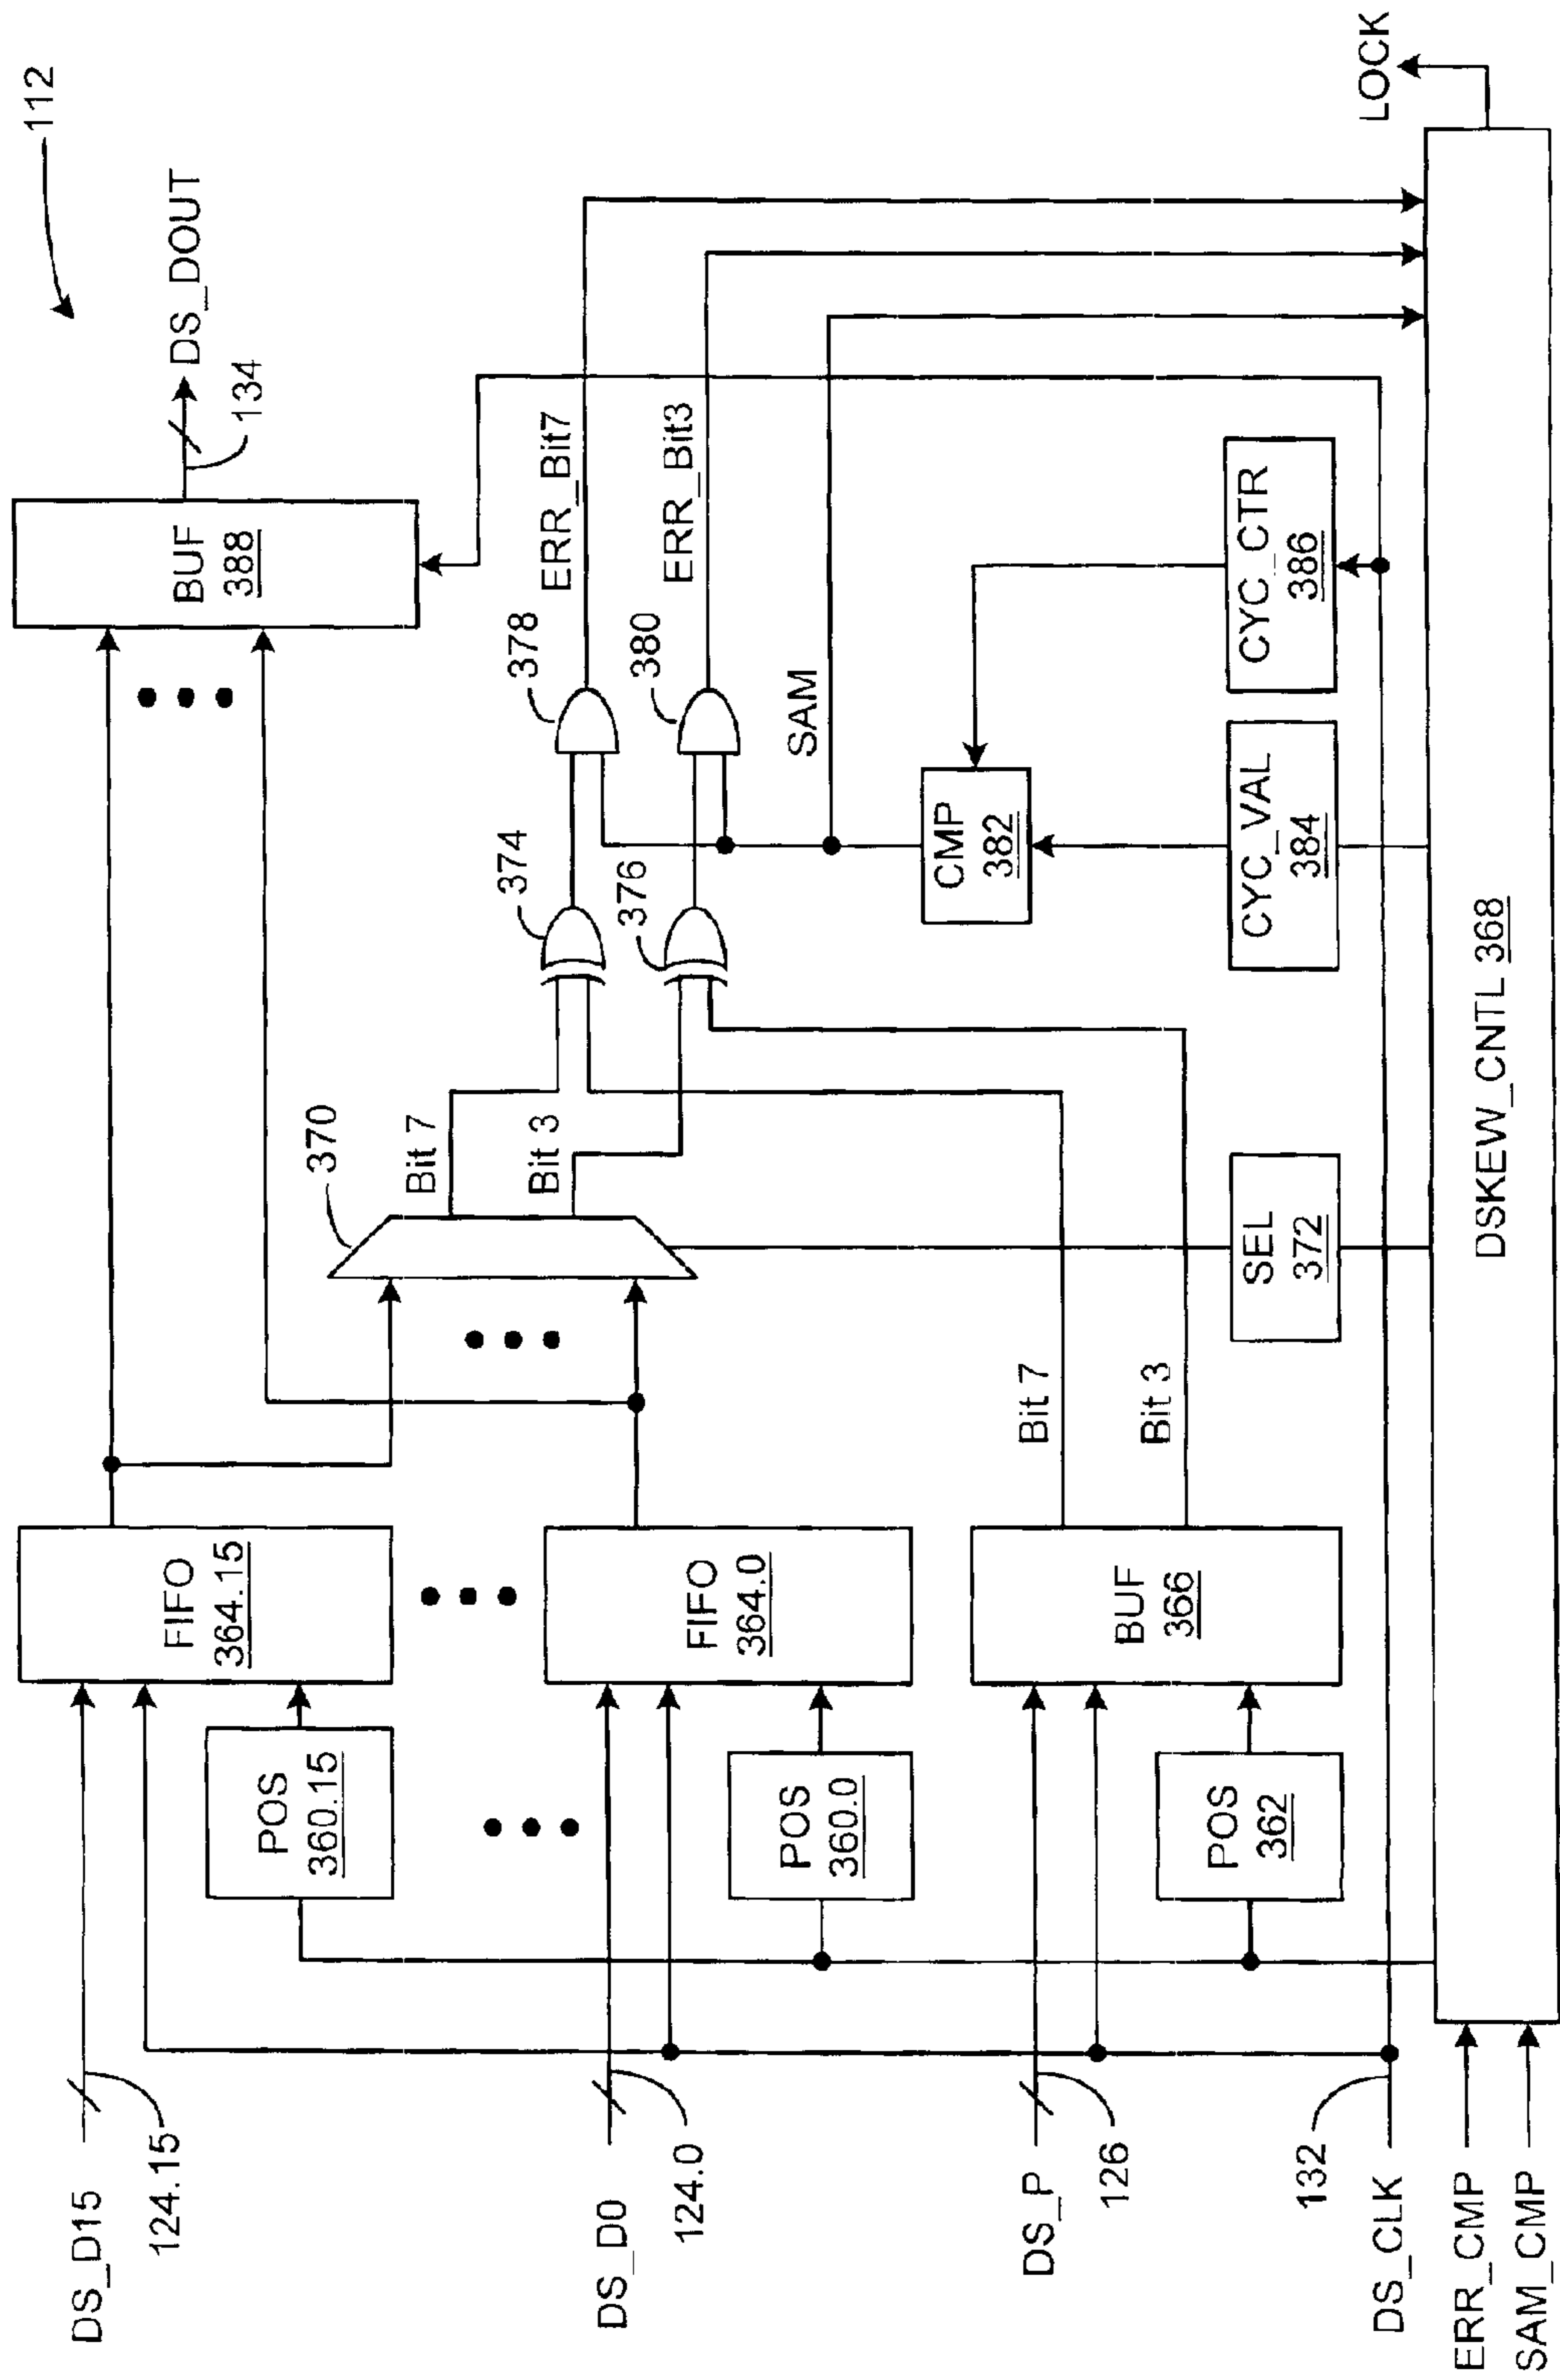 112
DS_D15
124.15
FIFO
364.15
POS
360.15
BUF
388
DS_DOUT
134
DS_D0
124.0
FIFO
364.0
POS
360.0
370
Bit 7
Bit 3
374
376
378
380
ERR_Bit7
ERR_Bit3
SAM
DS_P
126
BUF
366
POS
362
Bit 7
Bit 3
CMP
382
SEL
372
CYC_VAL
384
CYC_CTR
386
132
DS_CLK
LOCK
ERR_CMP
SAM_CMP
DSKEW_CNTL 368